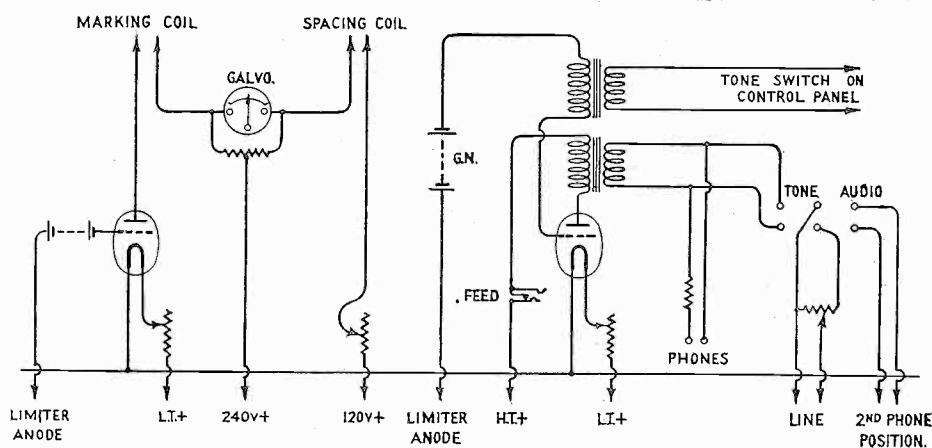 MARKING COIL
SPACING COIL
GALVO.
TONE SWITCH ON
CONTROL PANEL
G.N.
TONE
AUDIO
FEED
PHONES
LIMITER
ANODE
L.T.+
240V+
120V+
LIMITER
ANODE
H.T.+
L.T.+
LINE
2ND PHONE
POSITION.